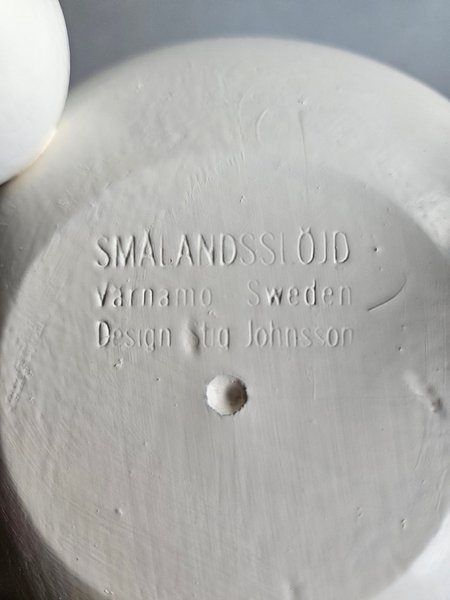 SMÅLANDSSLÖJD
Värnamo Sweden
Design Stig Johnsson